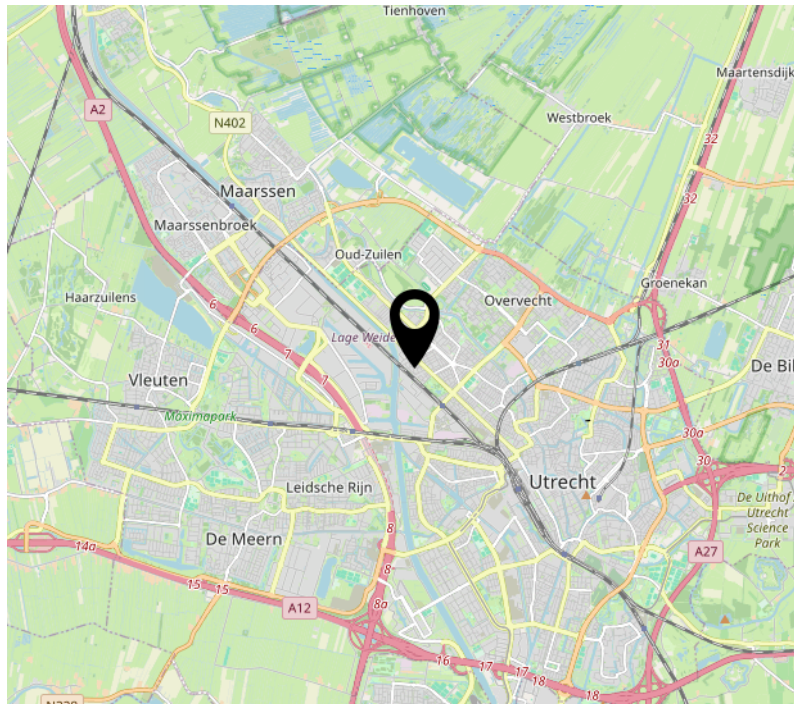 Tienhoven
Maartensdijk
A2
N402
Westbroek
32
Maarssen
32
Maarssenbroek
Oud-Zuilen
Groenekan
Haarzuilens
6
Overvecht
6
Lage Weide
31
7
30a
Vleuten
7
De Bil
Maximapark
30a
30
Utrecht
2
Leidsche Rijn
De Uithof
Utrecht
Science
Park
8
De Meern
14a
A27
8
15
15
8a
A12
16
17
17
18
18